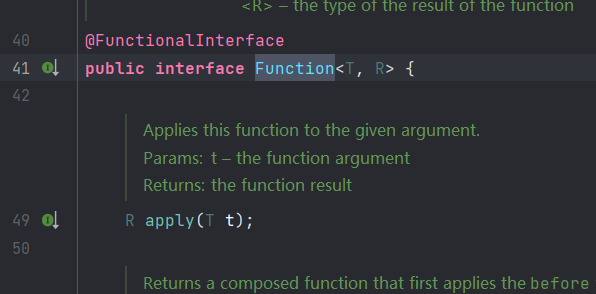 <R> – the type of the result of the function
40 @FunctionalInterface
41 public interface Function<T, R> {
42
Applies this function to the given argument.
Params: t – the function argument
Returns: the function result
49 R apply(T t);
50
Returns a composed function that first applies the before